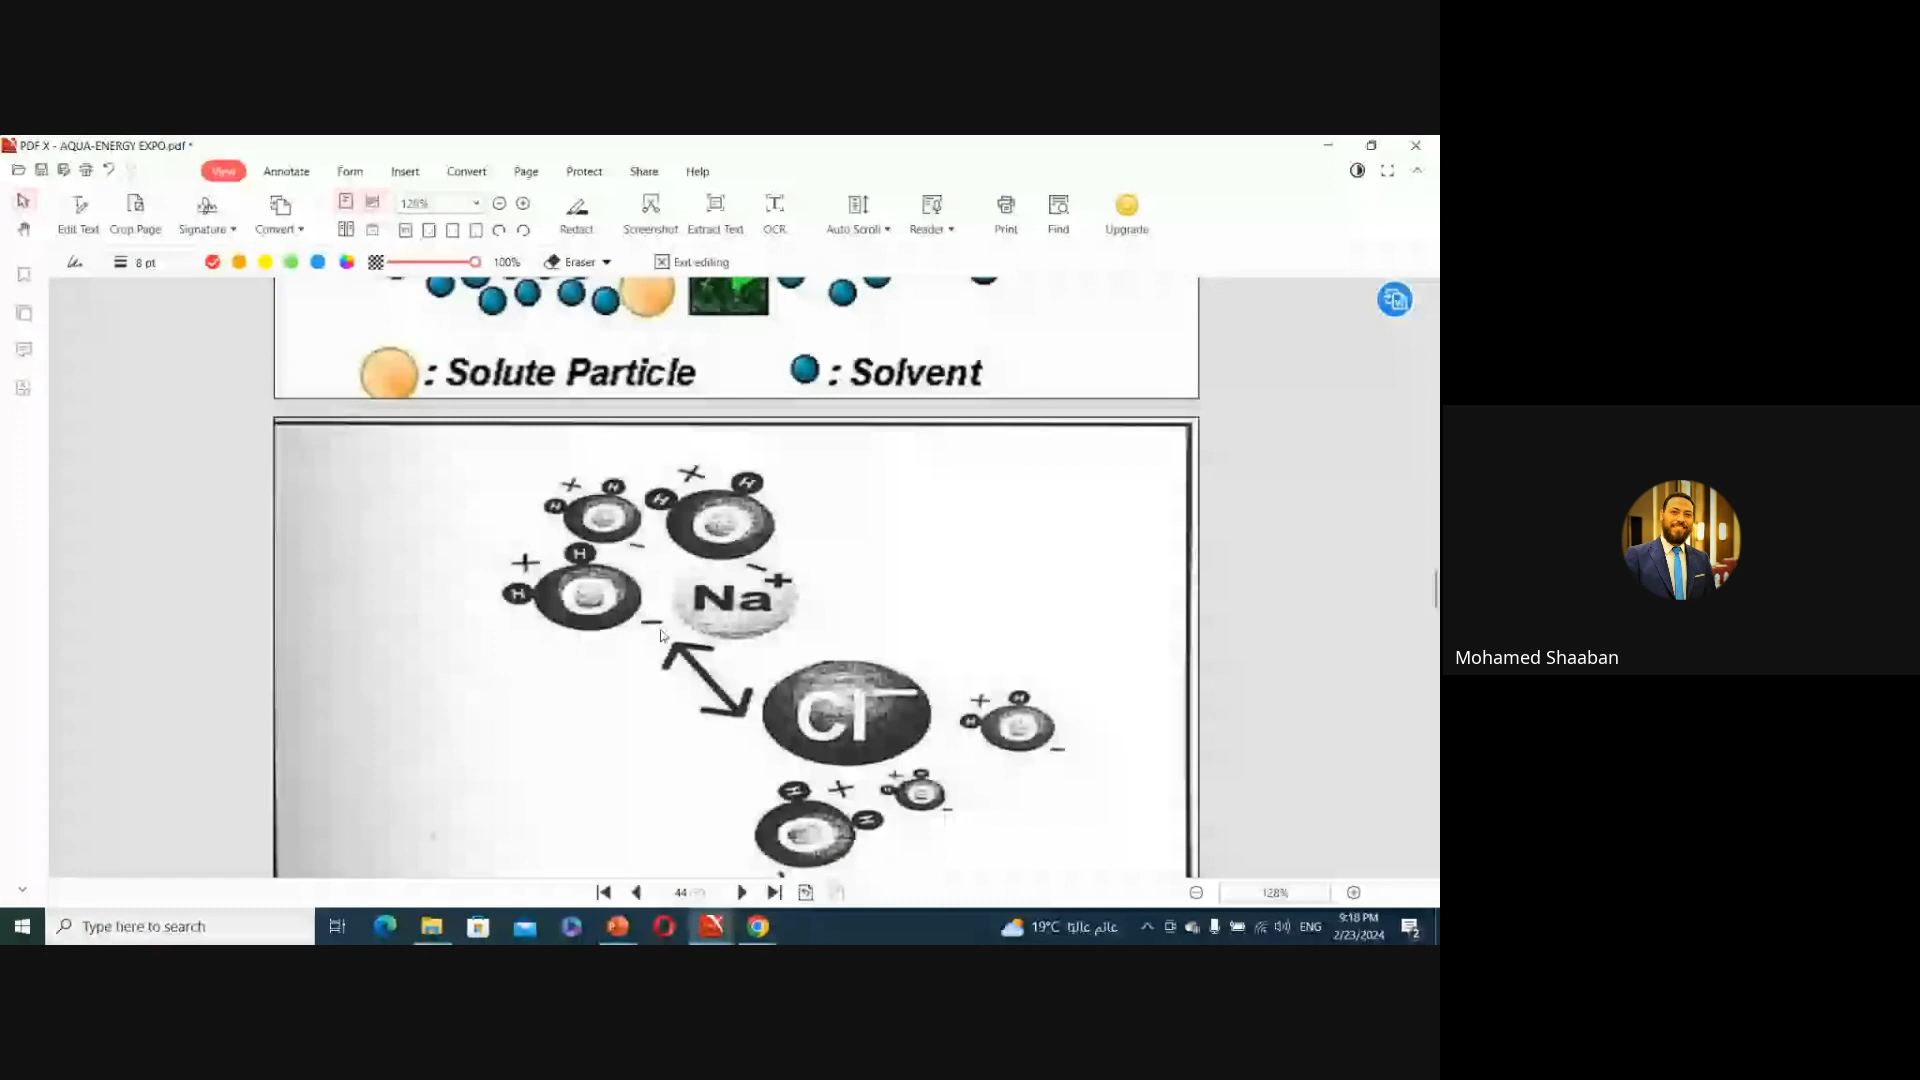 PDF X - AQUA-ENERGY EXPO.pdf *
View Annotate Form Insert Convert Page Protect Share Help
128%
Edit Text Crop Page Signature Convert Redact Screenshot Extract Text OCR Auto Scroll Reader Print Find Upgrade
8 pt 100% Eraser Exit editing
: Solute Particle : Solvent
+ H + H
H H
+ H −
H − Na+
−
Cl−
+ H
H −
H + + H
H −
44
128%
Mohamed Shaaban
Type here to search
19°C
ENG
9:18 PM
2/23/2024
2